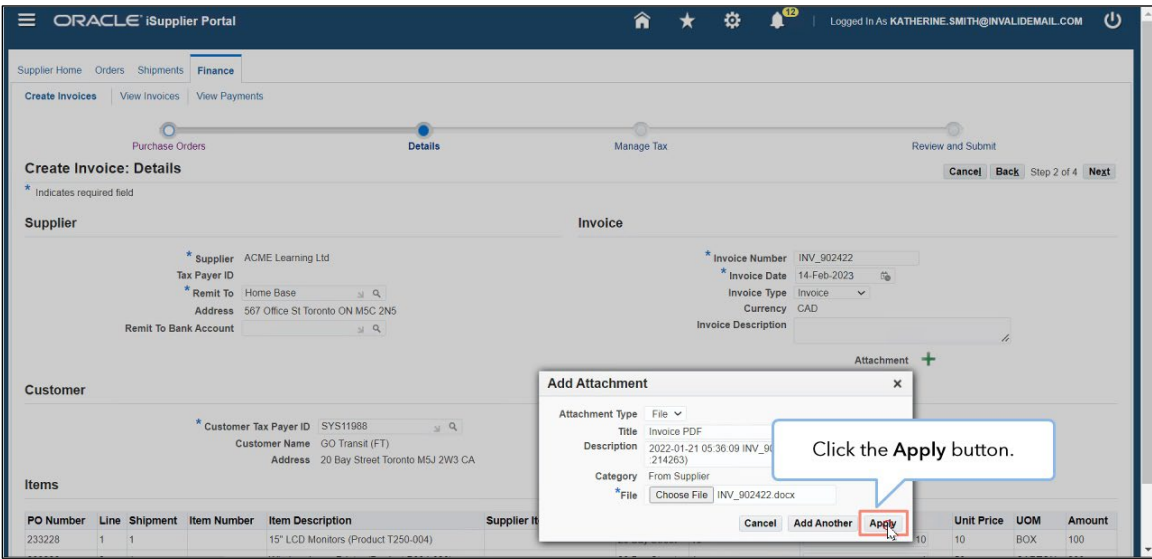 ORACLE iSupplier Portal
12
Logged In As KATHERINE.SMITH@INVALIDEMAIL.COM
Supplier Home Orders Shipments Finance
Create Invoices View Invoices View Payments
Purchase Orders Details Manage Tax Review and Submit
Create Invoice: Details
Cancel Back Step 2 of 4 Next
* Indicates required field
Supplier
* Supplier ACME Learning Ltd
Tax Payer ID
* Remit To Home Base
Address 567 Office St Toronto ON M5C 2N5
Remit To Bank Account
Invoice
* Invoice Number INV_902422
* Invoice Date 14-Feb-2023
Invoice Type Invoice
Currency CAD
Invoice Description
Attachment
Customer
* Customer Tax Payer ID SYS11988
Customer Name GO Transit (FT)
Address 20 Bay Street Toronto M5J 2W3 CA
Add Attachment
Attachment Type File
Title Invoice PDF
Description 2022-01-21 05:36:09 INV_90
:214263)
Category From Supplier
* File Choose File INV_902422.docx
Cancel Add Another Apply
Click the Apply button.
Items
PO Number Line Shipment Item Number Item Description Supplier It Unit Price UOM Amount
233228 1 1 15" LCD Monitors (Product T250-004) 10 10 BOX 100